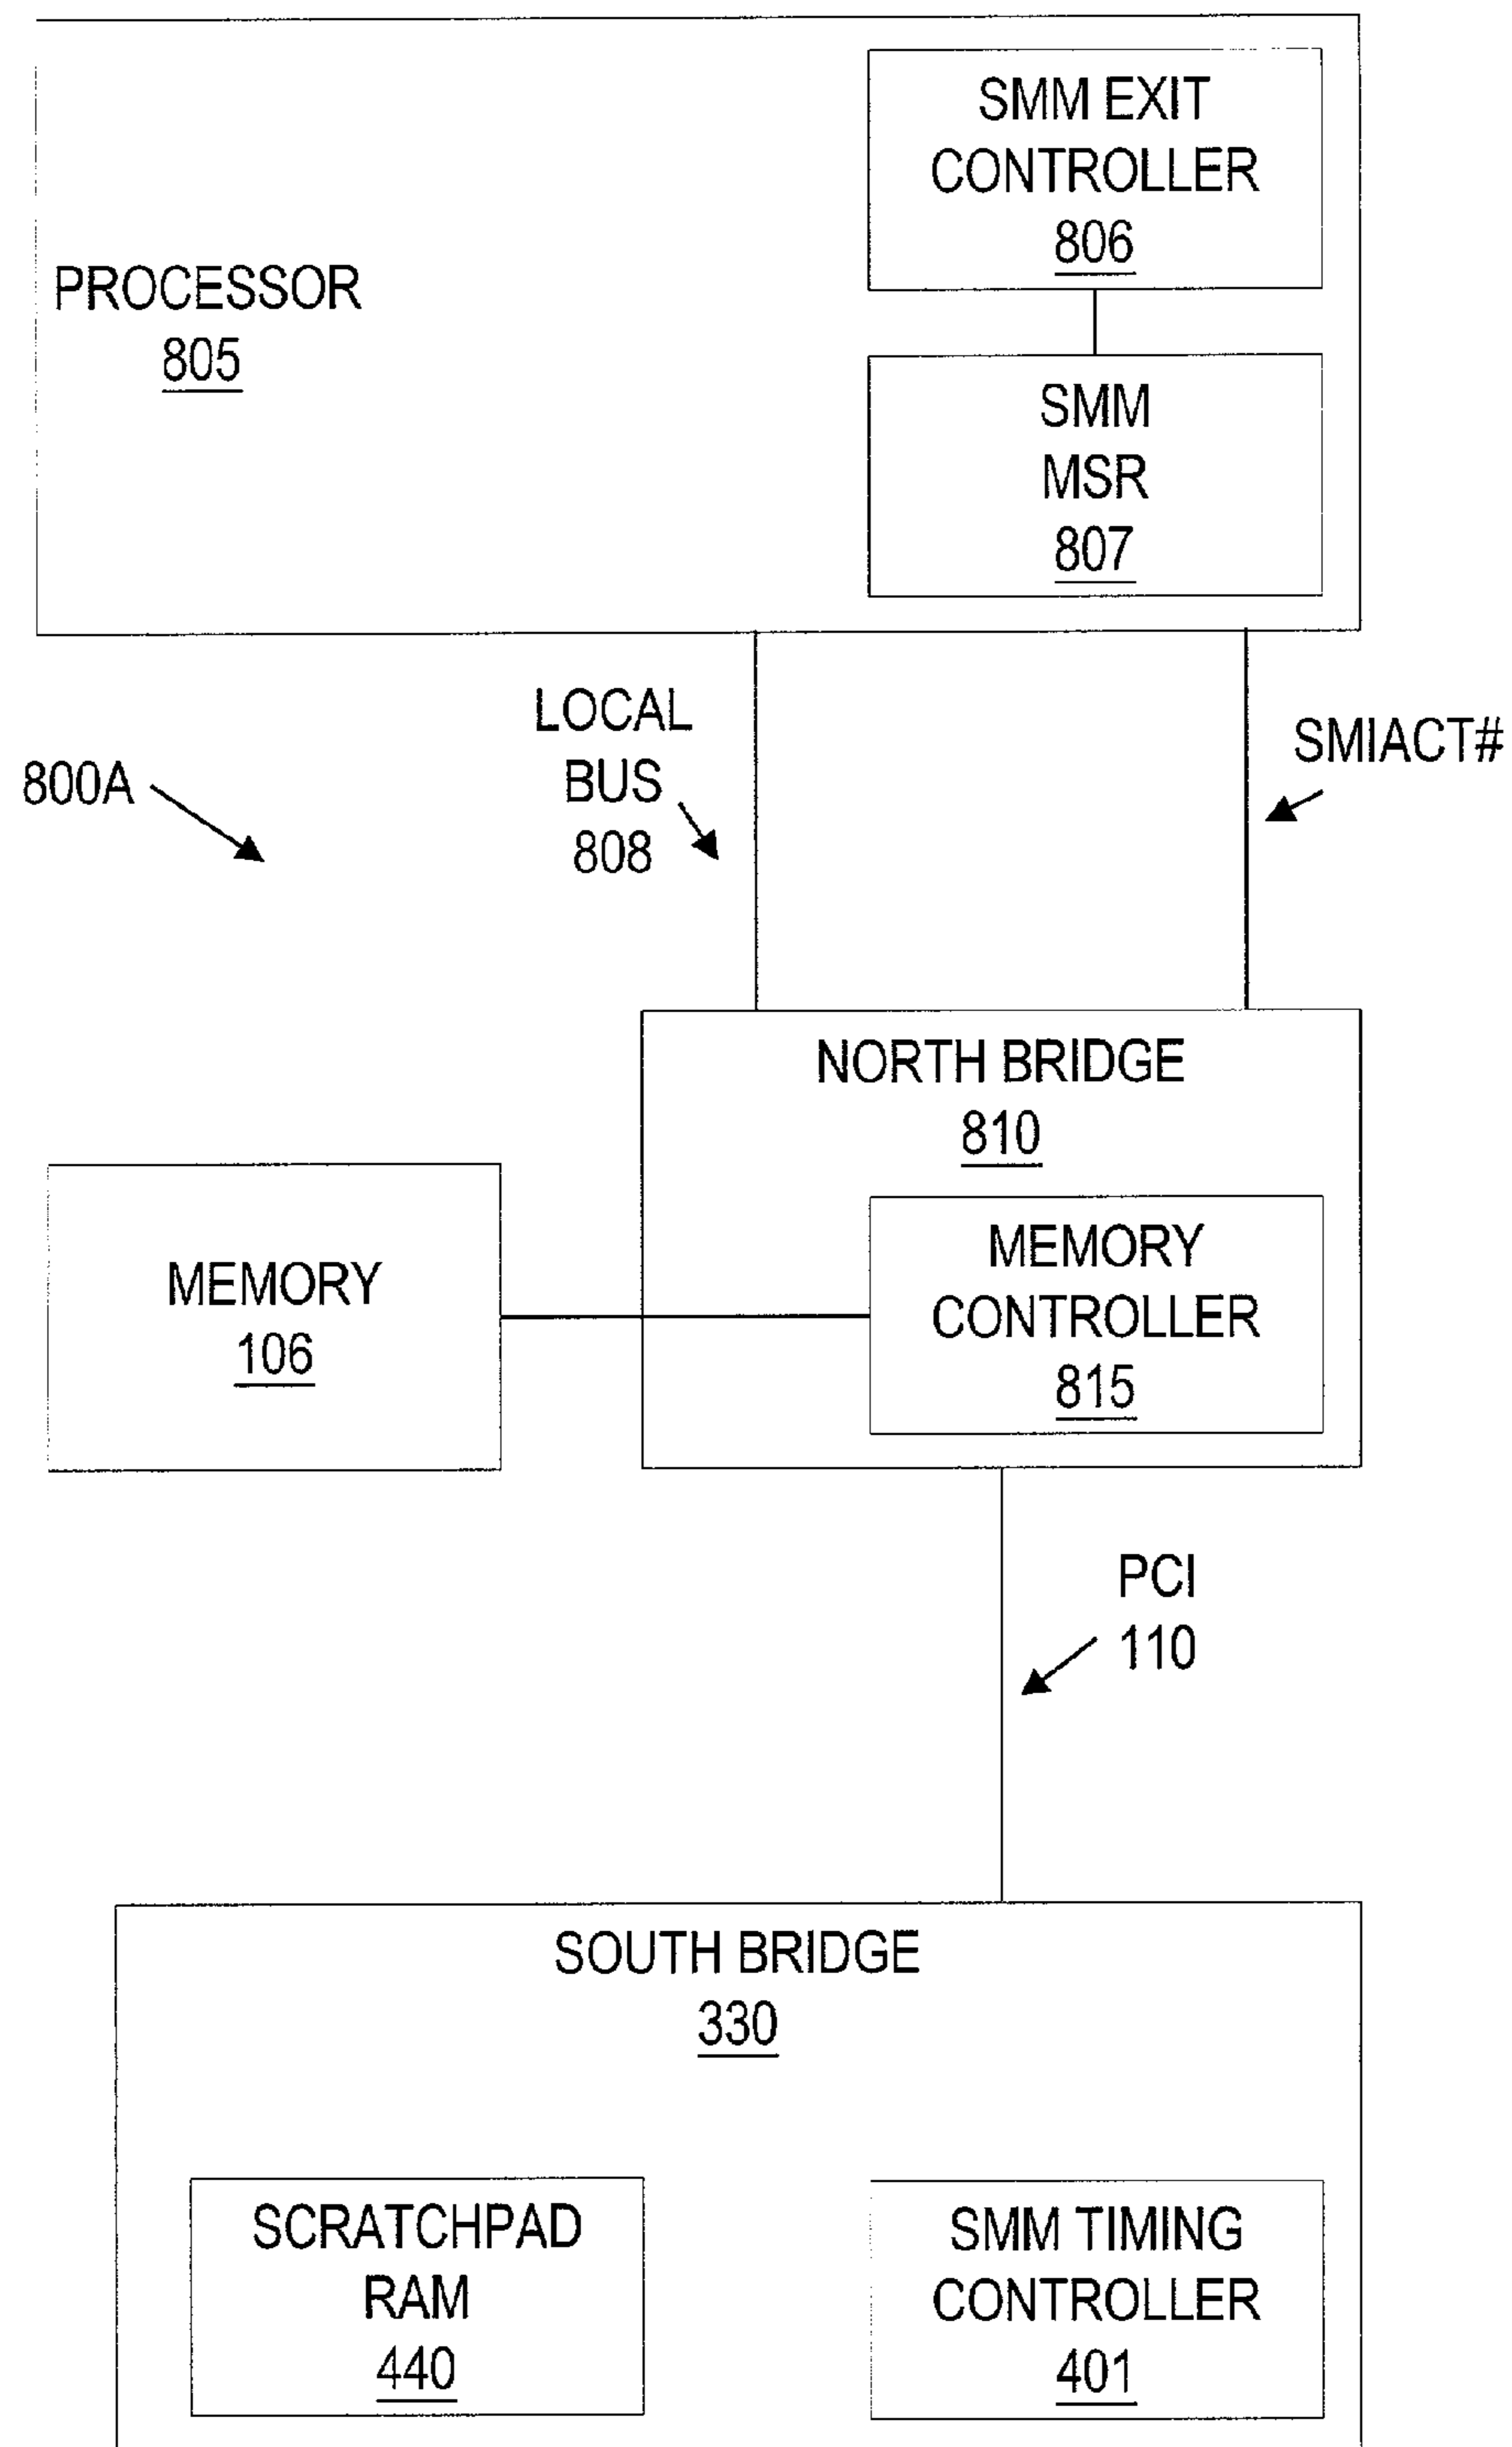 SMM EXIT
CONTROLLER
806
PROCESSOR
805
SMM
MSR
807
LOCAL
BUS
808
SMIACT#
800A
NORTH BRIDGE
810
MEMORY
106
MEMORY
CONTROLLER
815
PCI
110
SOUTH BRIDGE
330
SCRATCHPAD
RAM
440
SMM TIMING
CONTROLLER
401